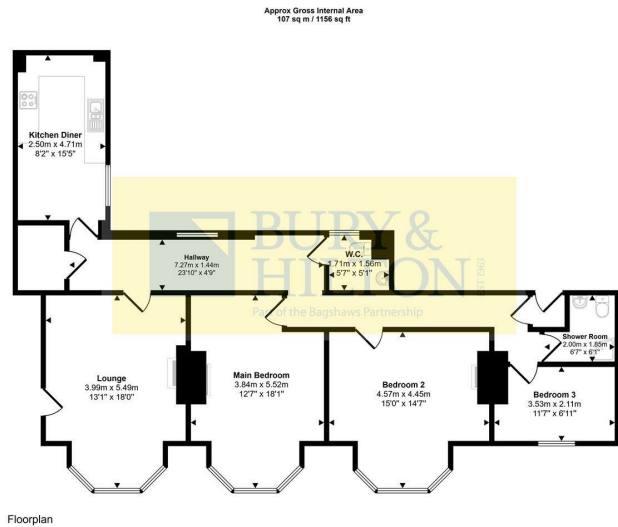 Approx Gross Internal Area
107 sq m / 1156 sq ft
Kitchen Diner
2.50m x 4.71m
8'2" x 15'5"
BURY &
HILTON
EST 1962
Part of the Bagshaws Partnership
Hallway
7.27m x 1.44m
23'10" x 4'9"
W.C.
1.71m x 1.56m
5'7" x 5'1"
Shower Room
2.00m x 1.85m
6'7" x 6'1"
Lounge
3.99m x 5.49m
13'1" x 18'0"
Main Bedroom
3.84m x 5.52m
12'7" x 18'1"
Bedroom 2
4.57m x 4.45m
15'0" x 14'7"
Bedroom 3
3.53m x 2.11m
11'7" x 6'11"
Floorplan